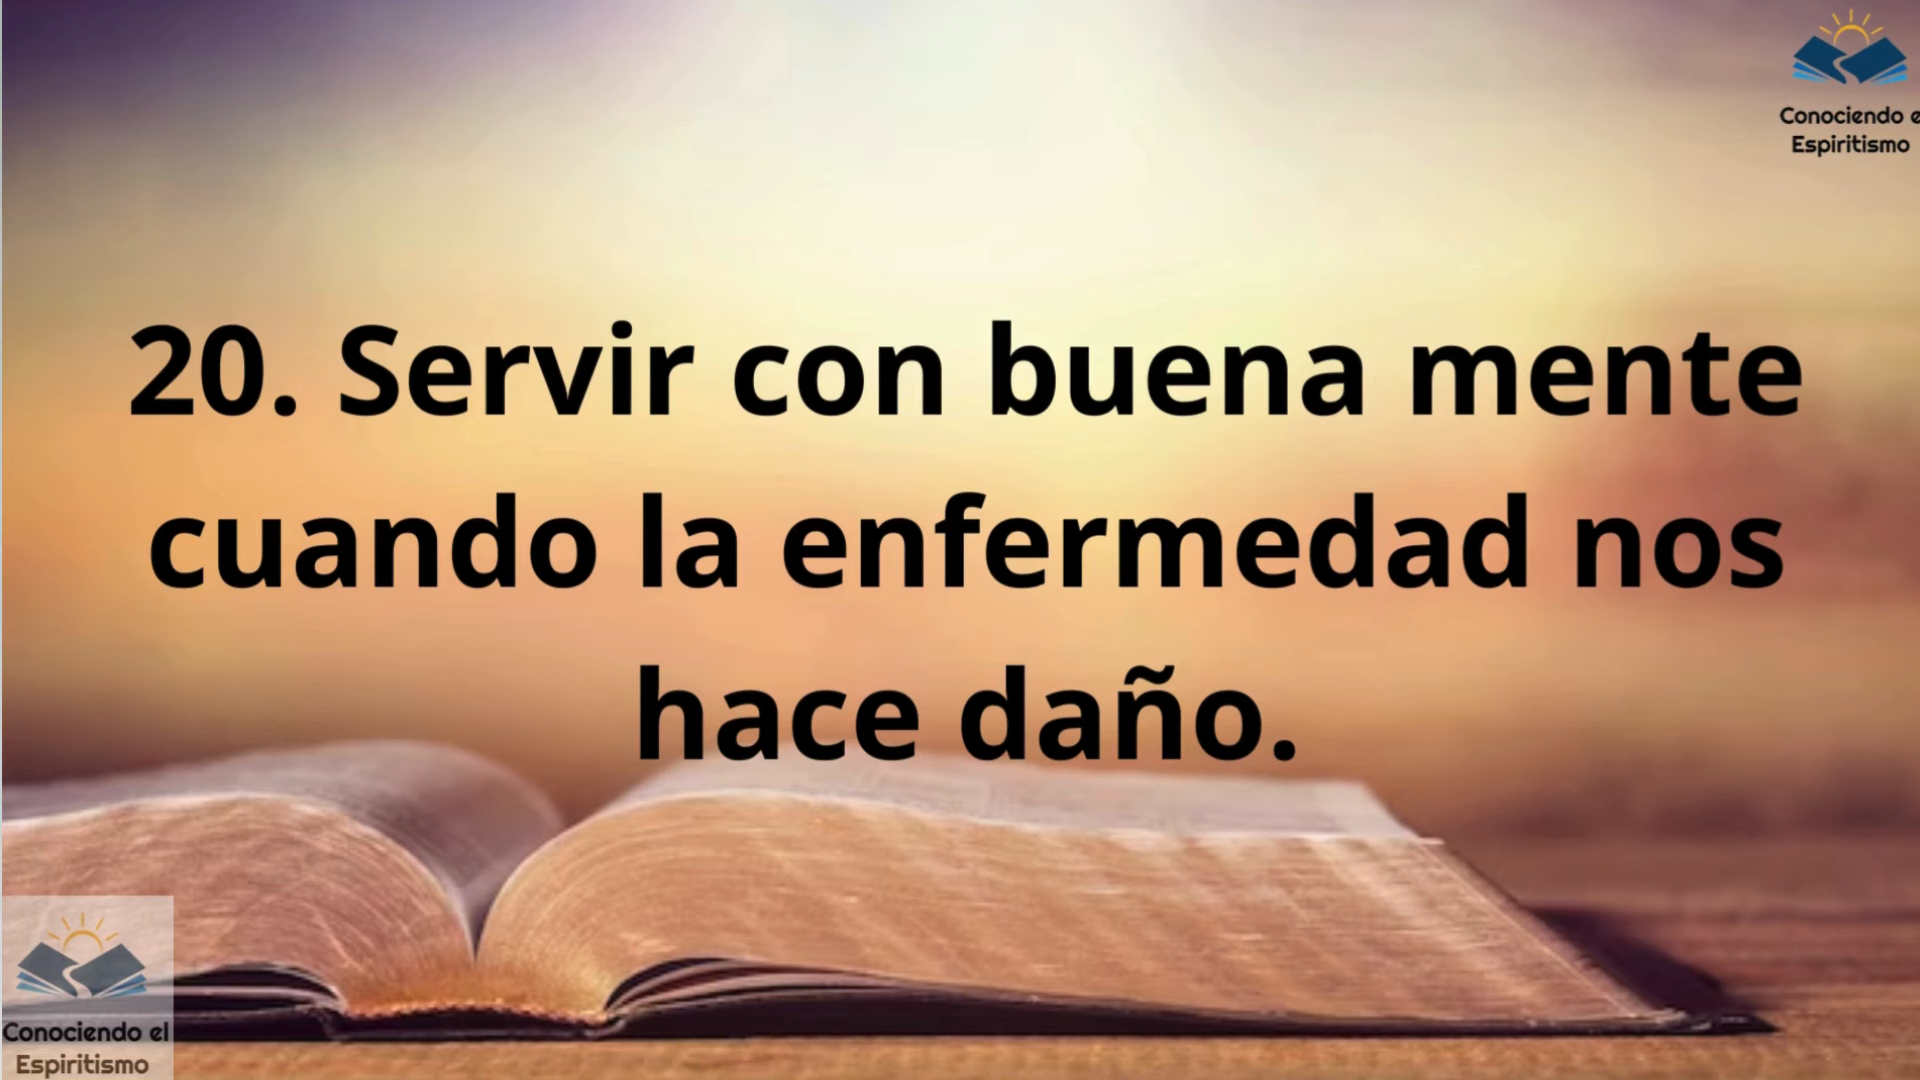 Conociendo e
Espiritismo
20. Servir con buena mente
cuando la enfermedad nos
hace daño.
Conociendo el
Espiritismo